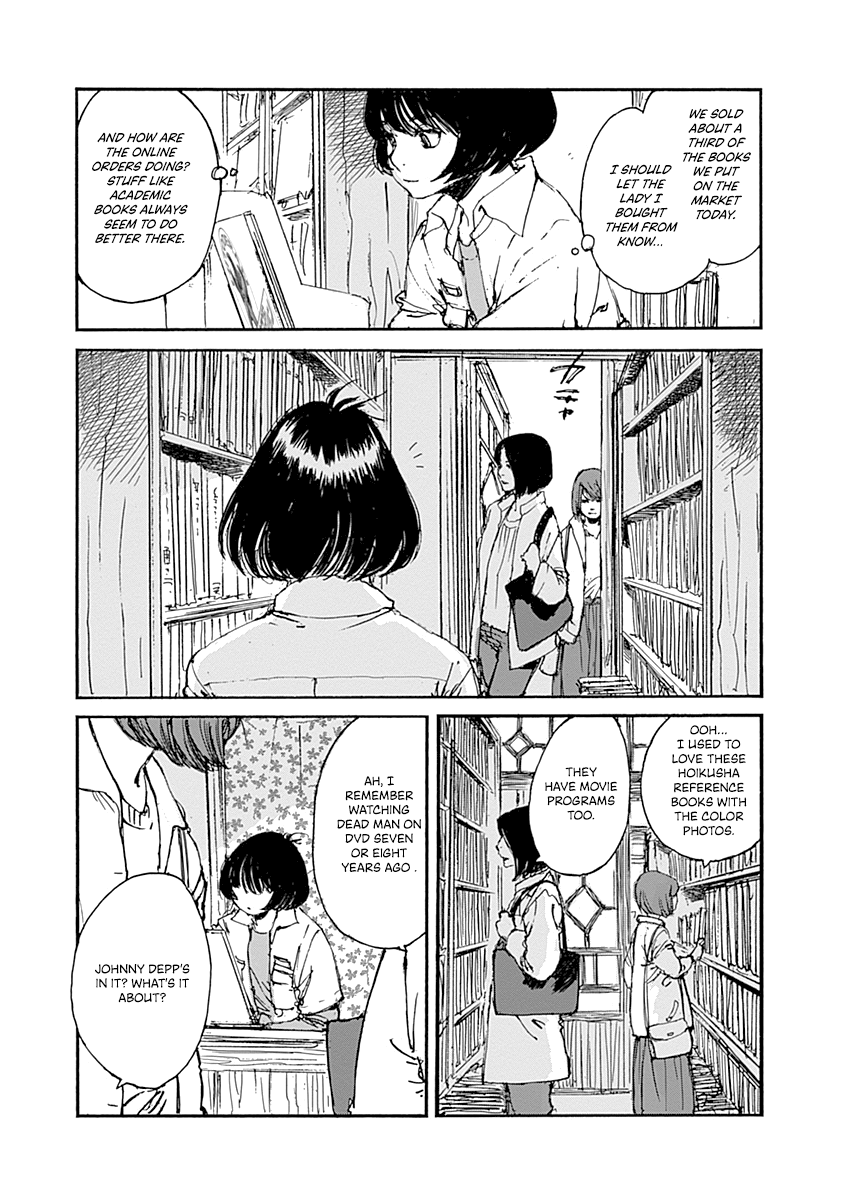 WE SOLD
ABOUT A
THIRD OF
THE BOOKS
WE PUT
ON THE
MARKET
TODAY.
I SHOULD
LET THE
LADY I
BOUGHT
THEM FROM
KNOW...
AND HOW ARE
THE ONLINE
ORDERS DOING?
STUFF LIKE
ACADEMIC
BOOKS ALWAYS
SEEM TO DO
BETTER THERE.
OOH...
I USED TO
LOVE THESE
HOIKUSHA
REFERENCE
BOOKS WITH
THE COLOR
PHOTOS.
THEY
HAVE MOVIE
PROGRAMS
TOO.
AH, I
REMEMBER
WATCHING
DEAD MAN ON
DVD SEVEN
OR EIGHT
YEARS AGO .
JOHNNY DEPP'S
IN IT? WHAT'S IT
ABOUT?